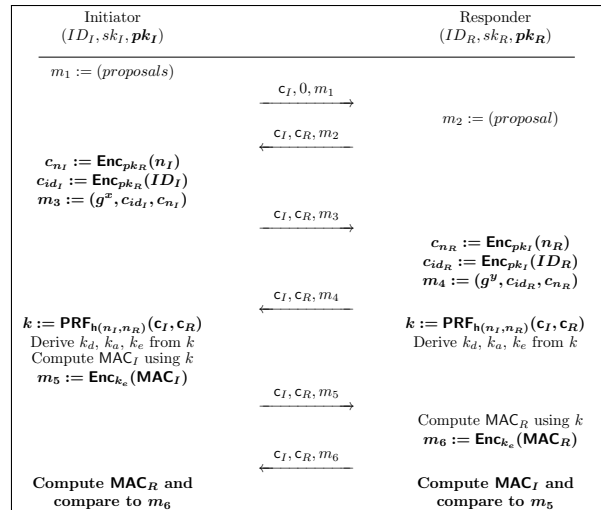 Initiator
Responder
(ID_I, sk_I, pk_I)
(ID_R, sk_R, pk_R)
m_1 := (proposals)
c_I, 0, m_1
m_2 := (proposal)
c_I, c_R, m_2
c_{n_I} := Enc_{pk_R}(n_I)
c_{id_I} := Enc_{pk_R}(ID_I)
m_3 := (g^x, c_{id_I}, c_{n_I})
c_I, c_R, m_3
c_{n_R} := Enc_{pk_I}(n_R)
c_{id_R} := Enc_{pk_I}(ID_R)
m_4 := (g^y, c_{id_R}, c_{n_R})
c_I, c_R, m_4
k := PRF_{h(n_I,n_R)}(c_I, c_R)
k := PRF_{h(n_I,n_R)}(c_I, c_R)
Derive k_d, k_a, k_e from k
Derive k_d, k_a, k_e from k
Compute MAC_I using k
m_5 := Enc_{k_e}(MAC_I)
c_I, c_R, m_5
Compute MAC_R using k
m_6 := Enc_{k_e}(MAC_R)
c_I, c_R, m_6
Compute MAC_R and
compare to m_6
Compute MAC_I and
compare to m_5